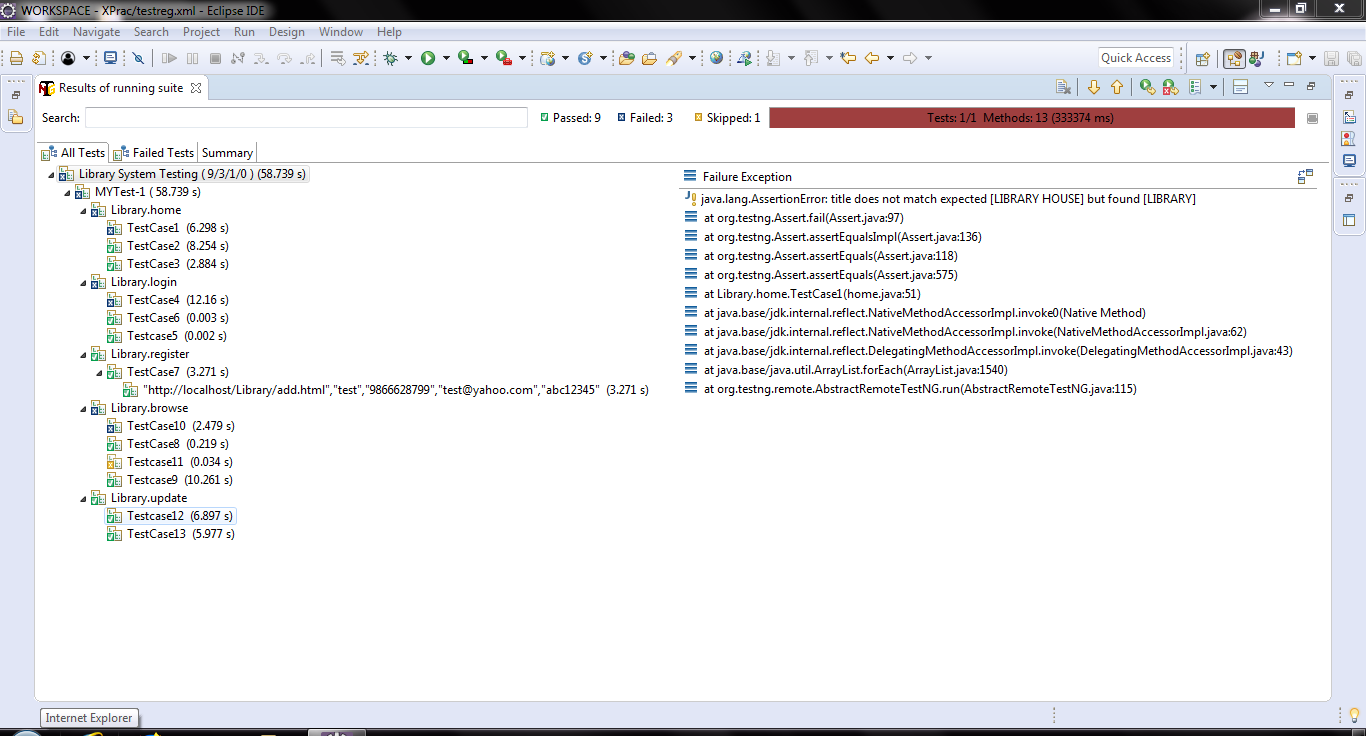 WORKSPACE - XPrac/testreg.xml - Eclipse IDE
File Edit Navigate Search Project Run Design Window Help
Quick Access
Results of running suite
Search: Passed: 9 Failed: 3 Skipped: 1 Tests: 1/1 Methods: 13 (333374 ms)
All Tests Failed Tests Summary
Library System Testing ( 9/3/1/0 ) (58.739 s)
MYTest-1 ( 58.739 s)
Library.home
TestCase1 (6.298 s)
TestCase2 (8.254 s)
TestCase3 (2.884 s)
Library.login
TestCase4 (12.16 s)
TestCase6 (0.003 s)
Testcase5 (0.002 s)
Library.register
TestCase7 (3.271 s)
"http://localhost/Library/add.html","test","9866628799","test@yahoo.com","abc12345" (3.271 s)
Library.browse
TestCase10 (2.479 s)
TestCase8 (0.219 s)
Testcase11 (0.034 s)
Testcase9 (10.261 s)
Library.update
Testcase12 (6.897 s)
TestCase13 (5.977 s)
Failure Exception
java.lang.AssertionError: title does not match expected [LIBRARY HOUSE] but found [LIBRARY]
at org.testng.Assert.fail(Assert.java:97)
at org.testng.Assert.assertEqualsImpl(Assert.java:136)
at org.testng.Assert.assertEquals(Assert.java:118)
at org.testng.Assert.assertEquals(Assert.java:575)
at Library.home.TestCase1(home.java:51)
at java.base/jdk.internal.reflect.NativeMethodAccessorImpl.invoke0(Native Method)
at java.base/jdk.internal.reflect.NativeMethodAccessorImpl.invoke(NativeMethodAccessorImpl.java:62)
at java.base/jdk.internal.reflect.DelegatingMethodAccessorImpl.invoke(DelegatingMethodAccessorImpl.java:43)
at java.base/java.util.ArrayList.forEach(ArrayList.java:1540)
at org.testng.remote.AbstractRemoteTestNG.run(AbstractRemoteTestNG.java:115)
Internet Explorer